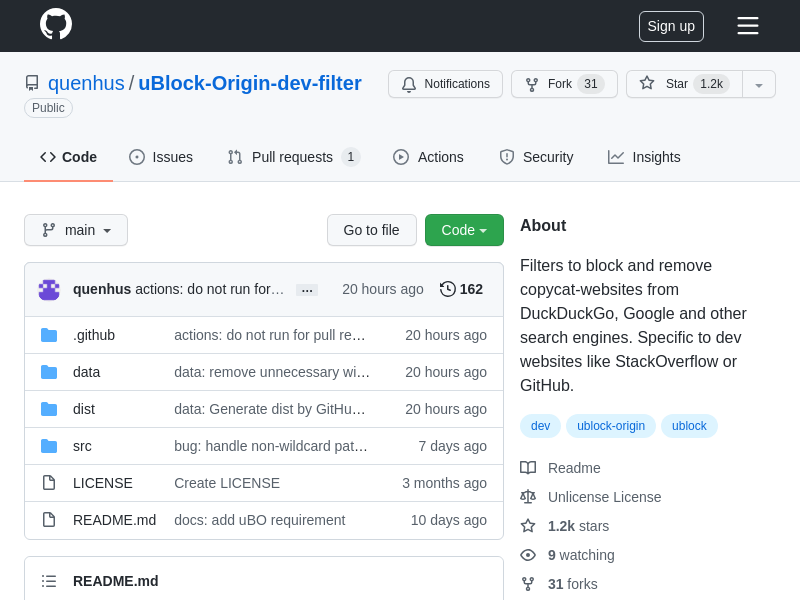 Sign up
quenhus / uBlock-Origin-dev-filter
Public
Notifications
Fork 31
Star 1.2k
Code
Issues
Pull requests 1
Actions
Security
Insights
main
Go to file
Code
quenhus actions: do not run for… ... 20 hours ago 162
.github actions: do not run for pull re… 20 hours ago
data data: remove unnecessary wi… 20 hours ago
dist data: Generate dist by GitHu… 20 hours ago
src bug: handle non-wildcard pat… 7 days ago
LICENSE Create LICENSE 3 months ago
README.md docs: add uBO requirement 10 days ago
README.md
About
Filters to block and remove
copycat-websites from
DuckDuckGo, Google and other
search engines. Specific to dev
websites like StackOverflow or
GitHub.
dev ublock-origin ublock
Readme
Unlicense License
1.2k stars
9 watching
31 forks